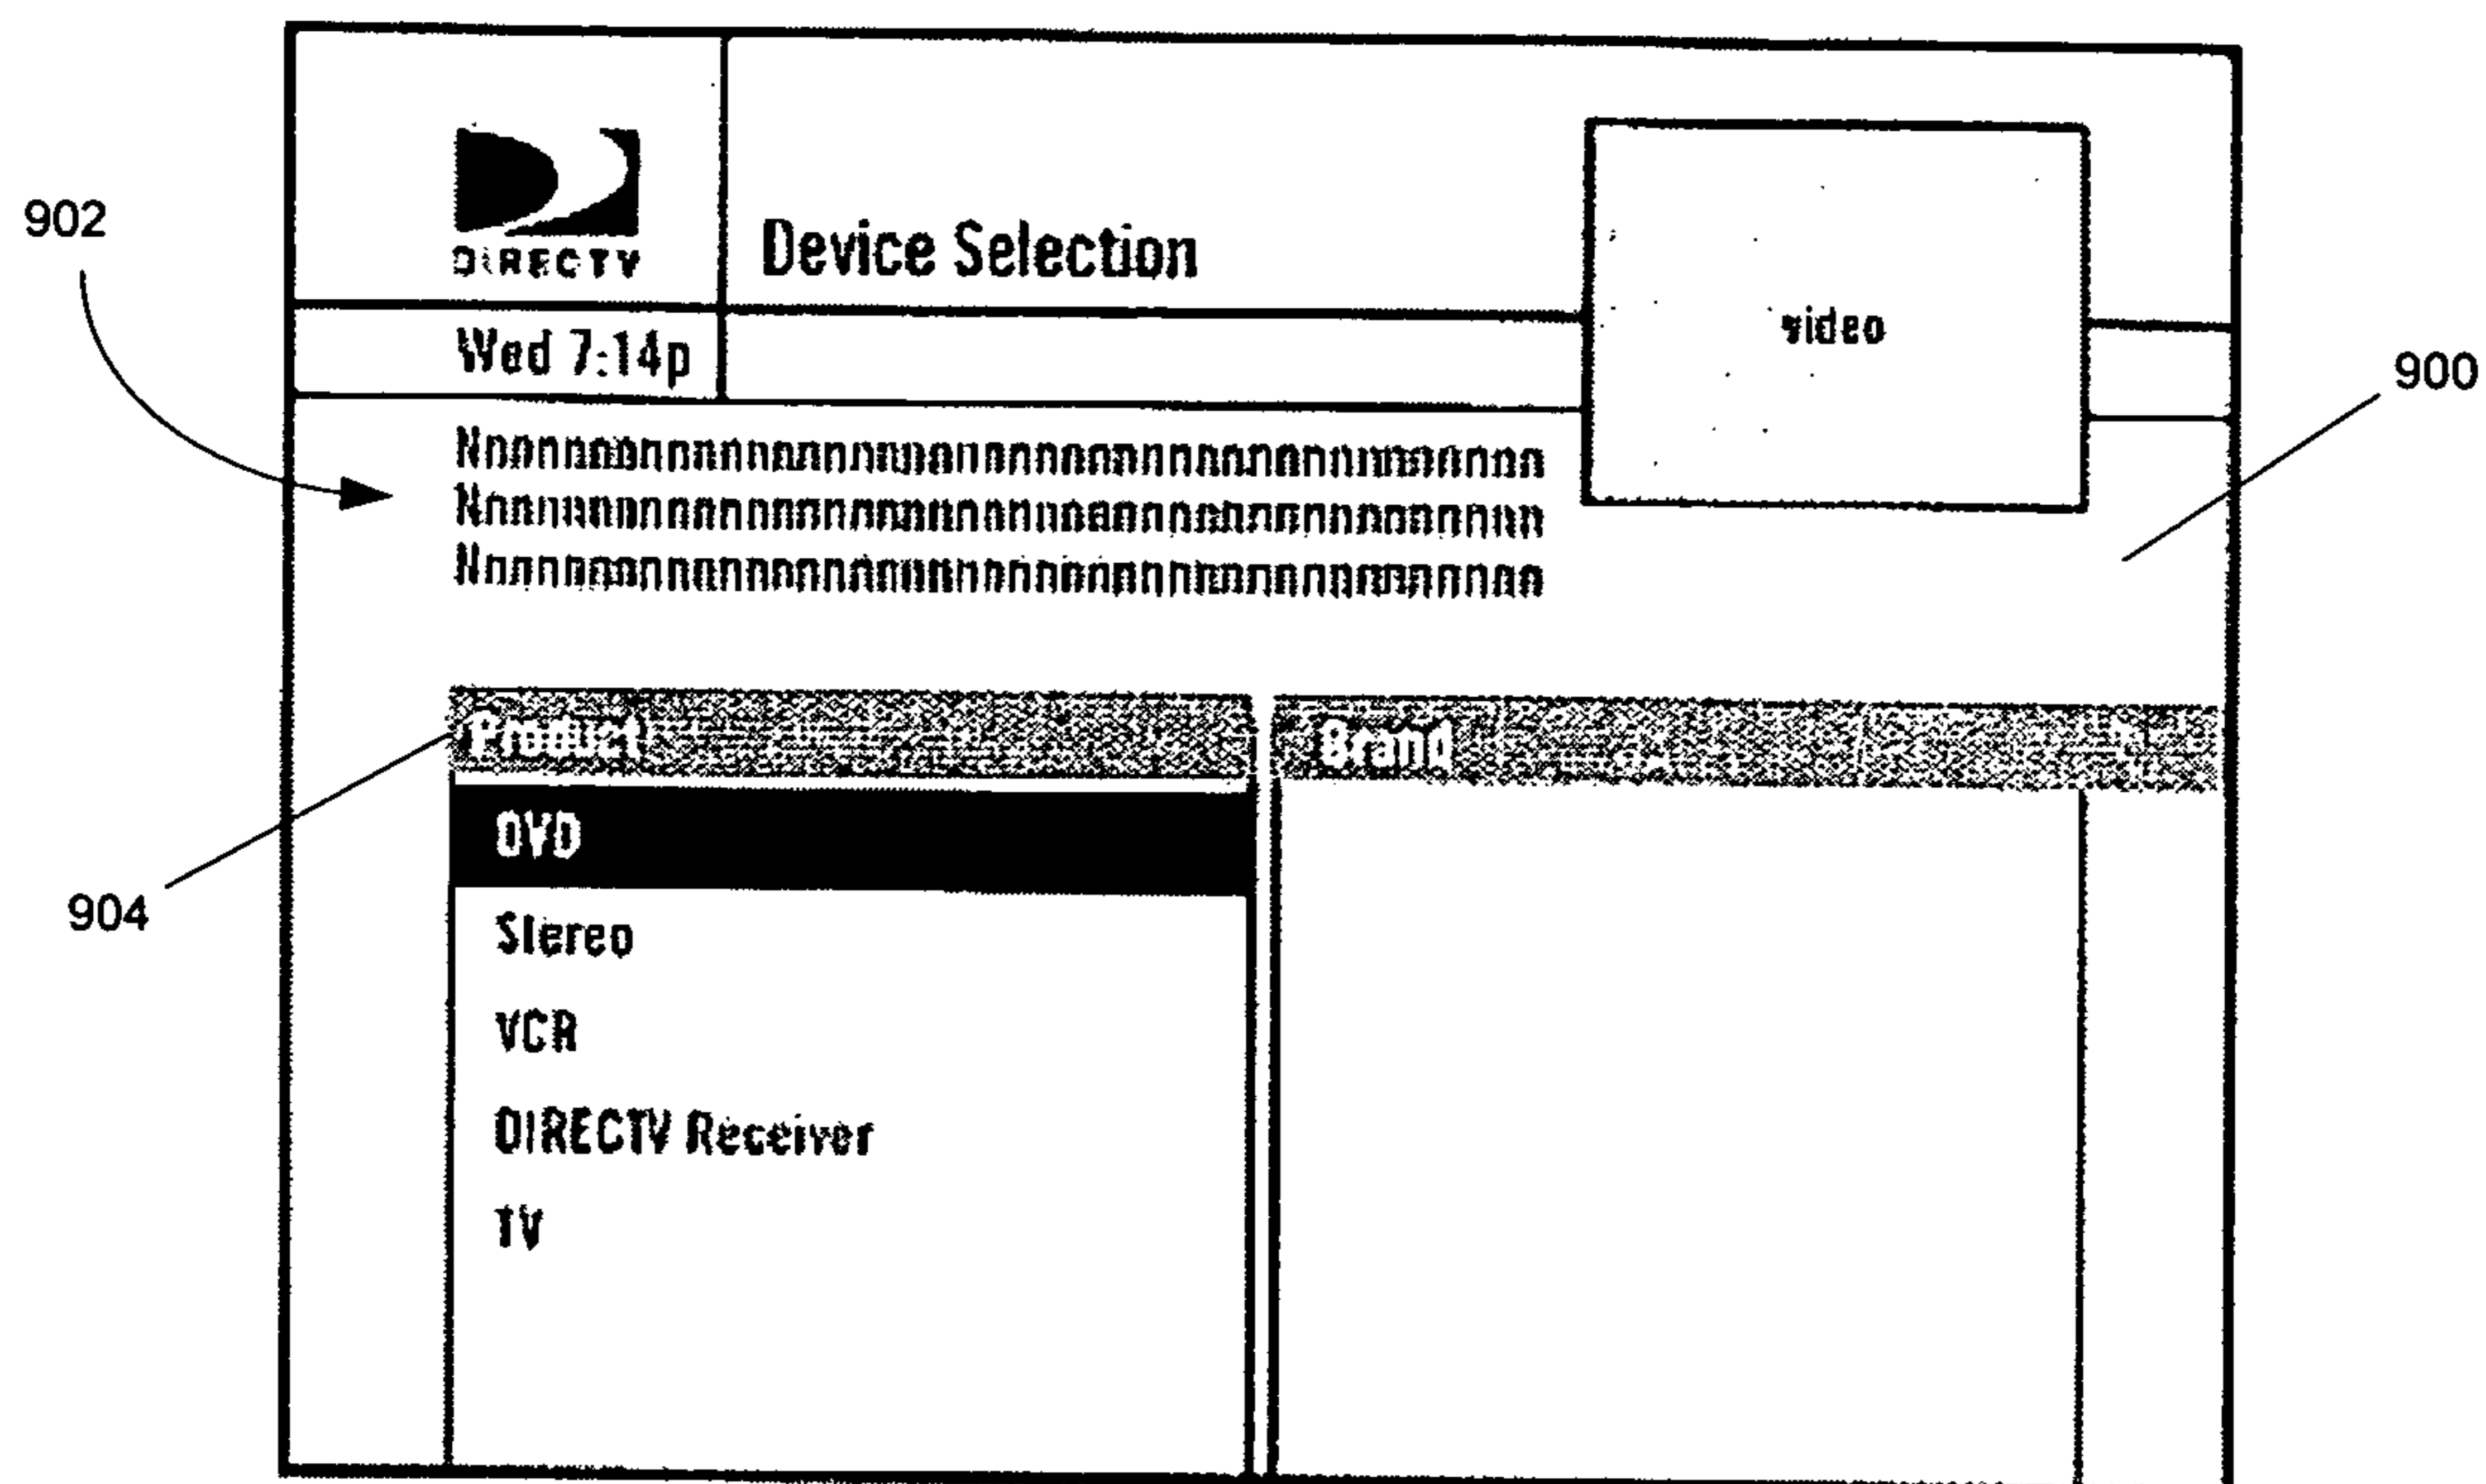 902
DIRECTV
Device Selection
video
Wed 7:14p
900
Product
Brand
904
DVD
Stereo
VCR
DIRECTV Receiver
TV